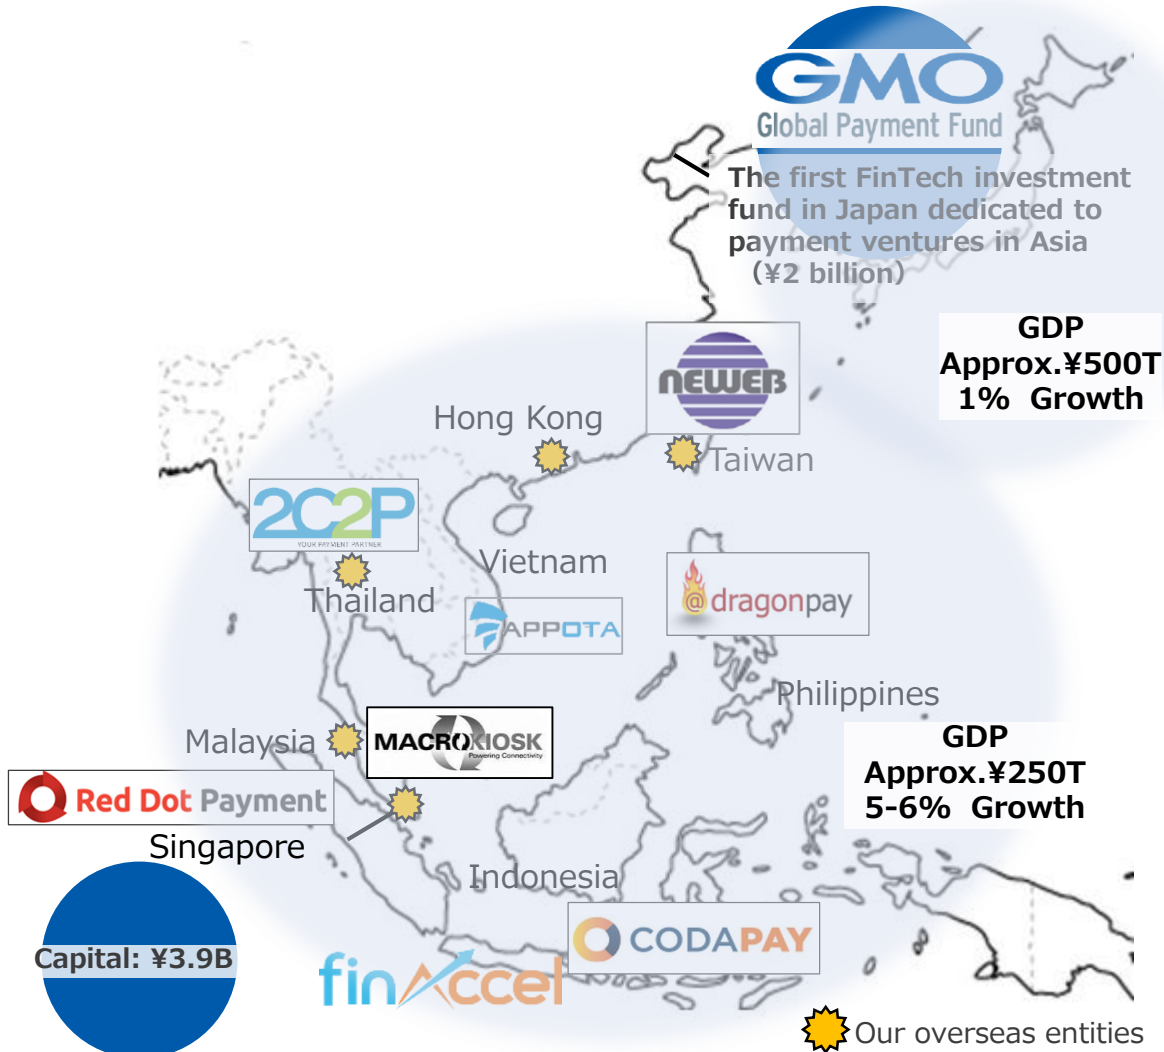 GMO
Global Payment Fund
The first FinTech investment
fund in Japan dedicated to
payment ventures in Asia
(¥2 billion)
GDP
Approx.¥500T
1% Growth
NEWEB
Hong Kong
Taiwan
2C2P
YOUR PAYMENT PARTNER
Vietnam
Thailand
APPOTA
@dragonpay
Philippines
Malaysia
MACROKIOSK
Powering Connectivity
GDP
Approx.¥250T
5-6% Growth
Red Dot Payment
Singapore
Indonesia
CODAPAY
Capital: ¥3.9B
finAccel
Our overseas entities